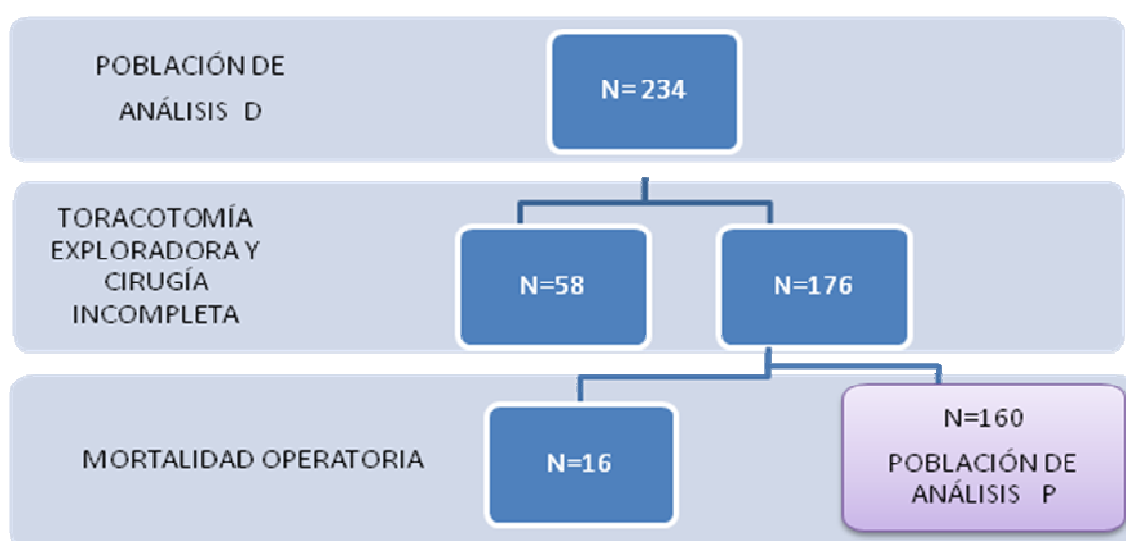 POBLACIÓN DE
ANÁLISIS D
N= 234
TORACOTOMÍA
EXPLORADORA Y
CIRUGÍA
INCOMPLETA
N=58
N=176
MORTALIDAD OPERATORIA
N=16
N=160
POBLACIÓN DE
ANÁLISIS P